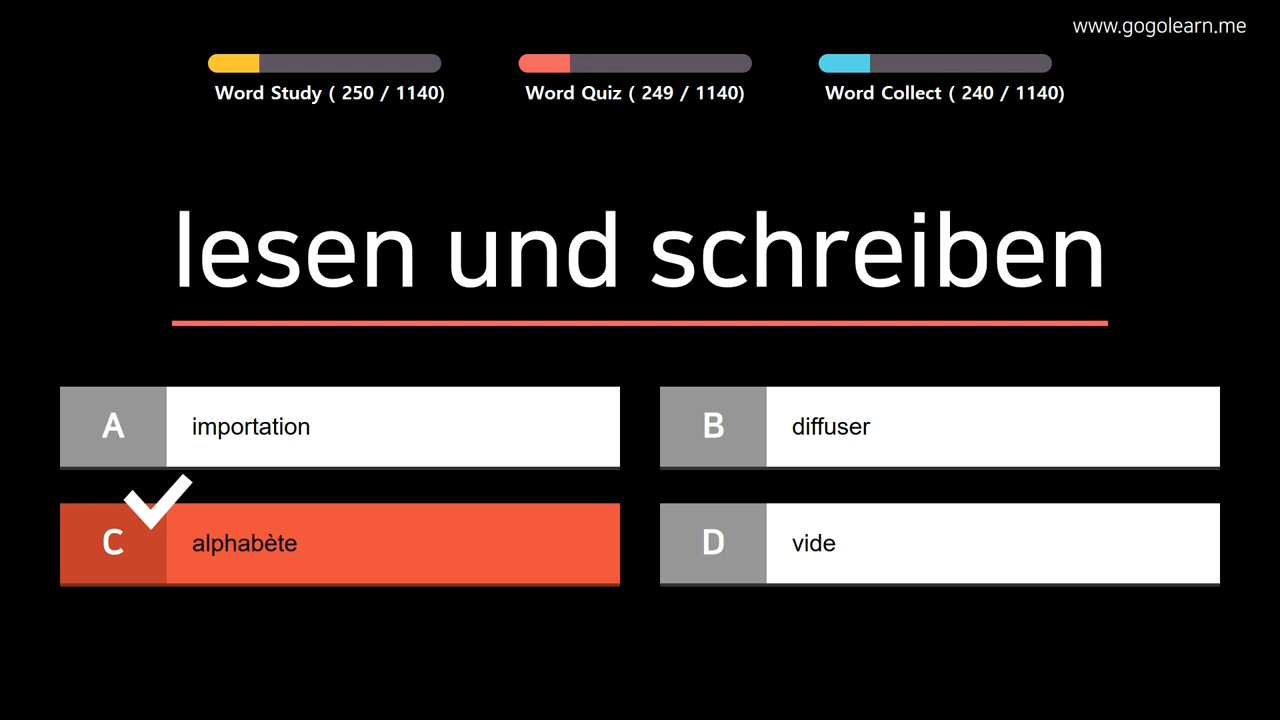 www.gogolearn.me
Word Study ( 250 / 1140)
Word Quiz ( 249 / 1140)
Word Collect ( 240 / 1140)
lesen und schreiben
A
importation
B
diffuser
C
alphabète
D
vide